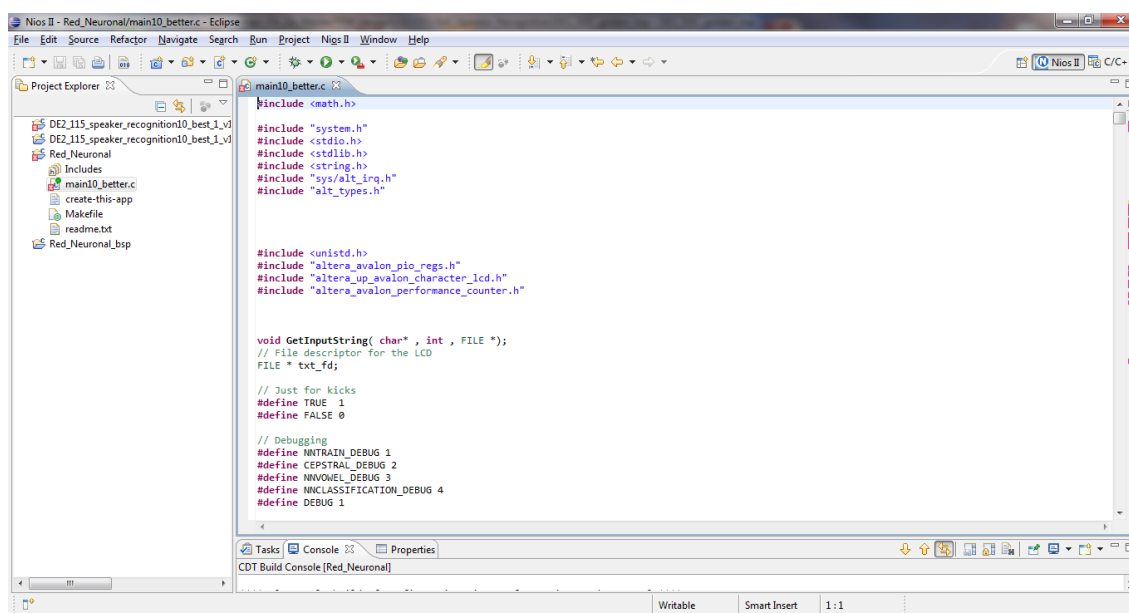 Nios II - Red_Neuronal/main10_better.c - Eclipse
File Edit Source Refactor Navigate Search Run Project Nios II Window Help
Nios II C/C+
Project Explorer
main10_better.c
DE2_115_speaker_recognition10_best_1_v1
DE2_115_speaker_recognition10_best_1_v1
Red_Neuronal
Includes
main10_better.c
create-this-app
Makefile
readme.txt
Red_Neuronal_bsp
#include <math.h>
#include "system.h"
#include <stdio.h>
#include <stdlib.h>
#include <string.h>
#include "sys/alt_irq.h"
#include "alt_types.h"
#include <unistd.h>
#include "altera_avalon_pio_regs.h"
#include "altera_up_avalon_character_lcd.h"
#include "altera_avalon_performance_counter.h"
void GetInputString( char* , int , FILE *);
// File descriptor for the LCD
FILE * txt_fd;
// Just for kicks
#define TRUE  1
#define FALSE 0
// Debugging
#define NNTRAIN_DEBUG 1
#define CEPSTRAL_DEBUG 2
#define NNVOWEL_DEBUG 3
#define NNCLASSIFICATION_DEBUG 4
#define DEBUG 1
Tasks Console Properties
CDT Build Console [Red_Neuronal]
Writable Smart Insert 1 : 1